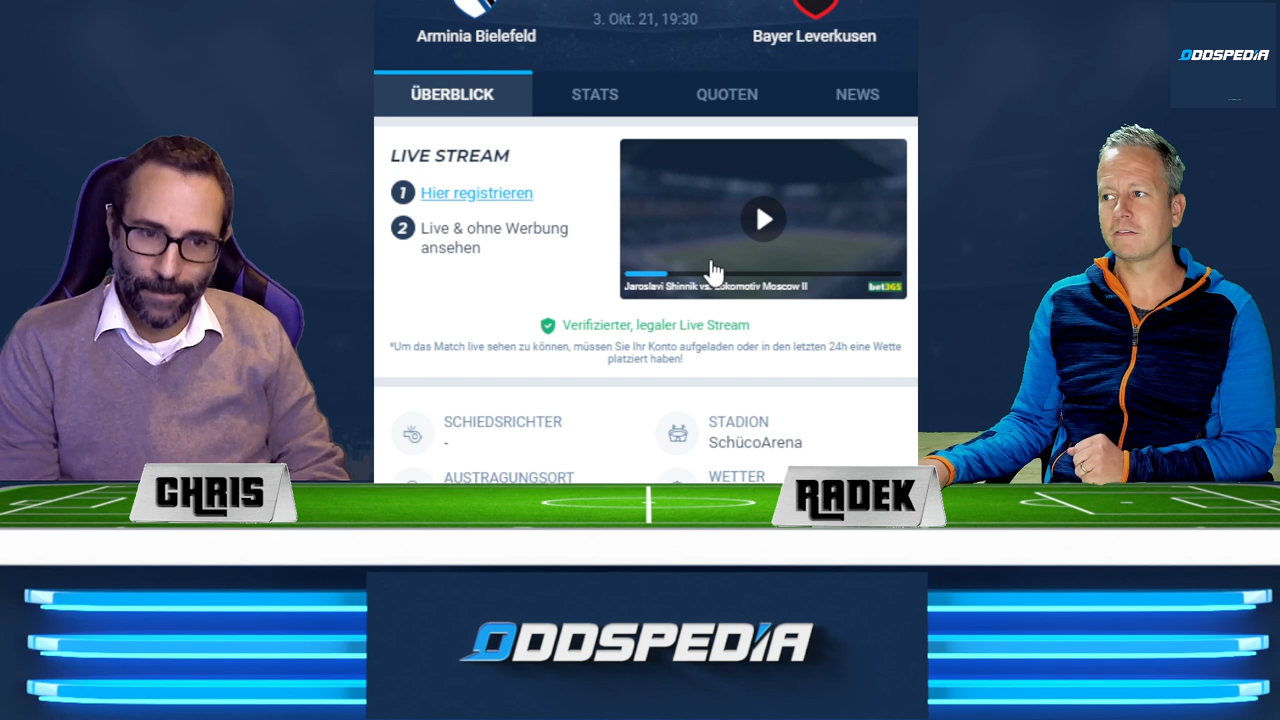 3. Okt. 21, 19:30
Arminia Bielefeld
Bayer Leverkusen
ODDSPEDIA
ÜBERBLICK
STATS
QUOTEN
NEWS
LIVE STREAM
1 Hier registrieren
2 Live & ohne Werbung
ansehen
Jaroslavl Shinnik vs. Lokomotiv Moscow II
bet365
Verifizierter, legaler Live Stream
*Um das Match live sehen zu können, müssen Sie Ihr Konto aufgeladen oder in den letzten 24h eine Wette
platziert haben!
SCHIEDSRICHTER
-
STADION
SchücoArena
AUSTRAGUNGSORT
WETTER
CHRIS
RADEK
ODDSPEDIA